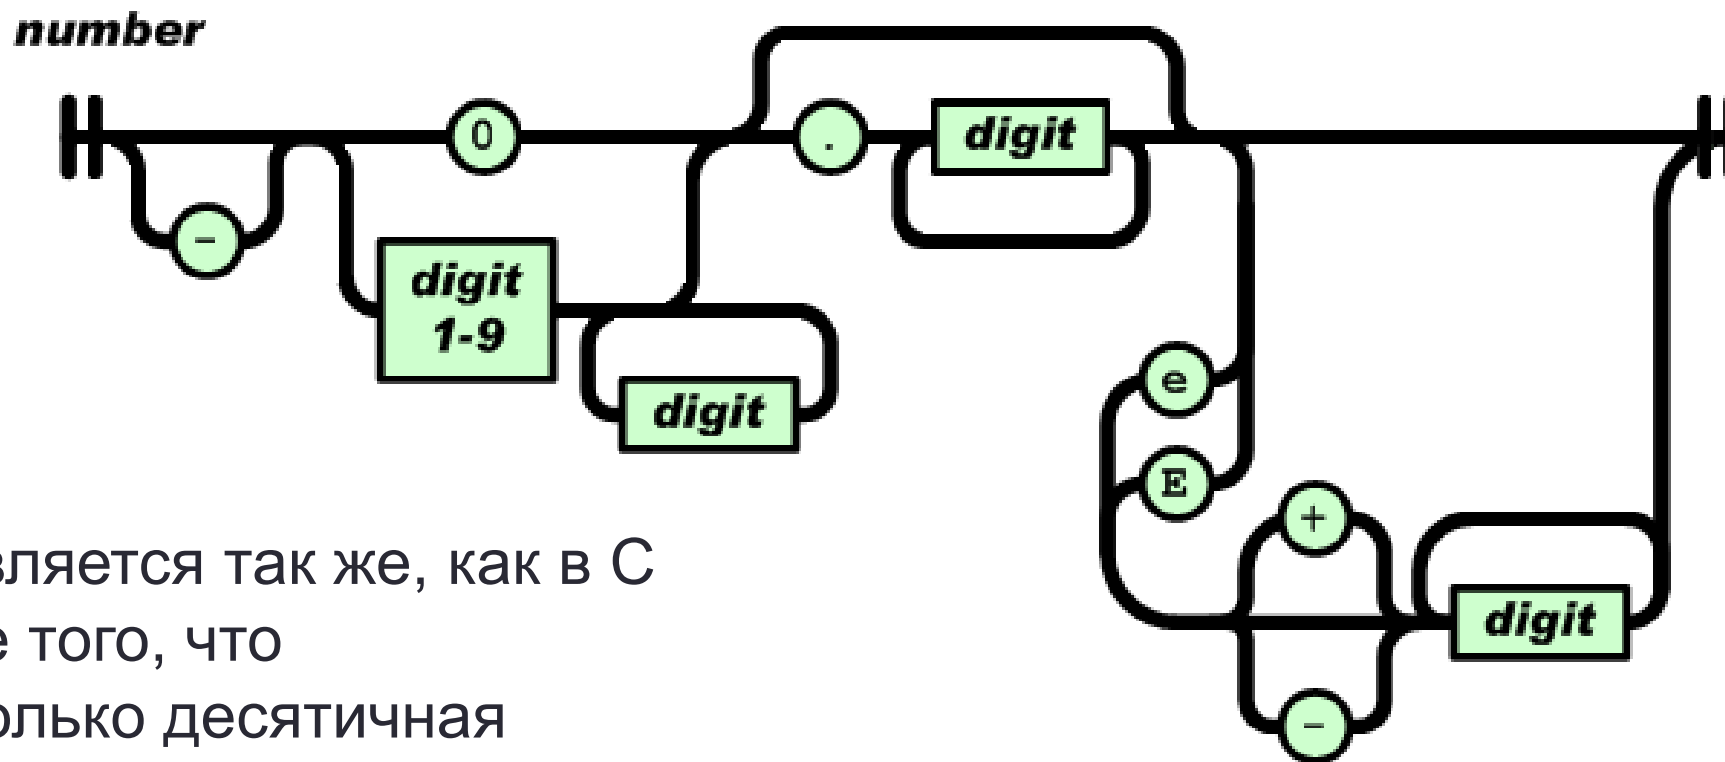 number
0
.
digit
-
digit
1-9
digit
e
E
+
digit
-
вляется так же, как в C
е того, что
олько десятичная